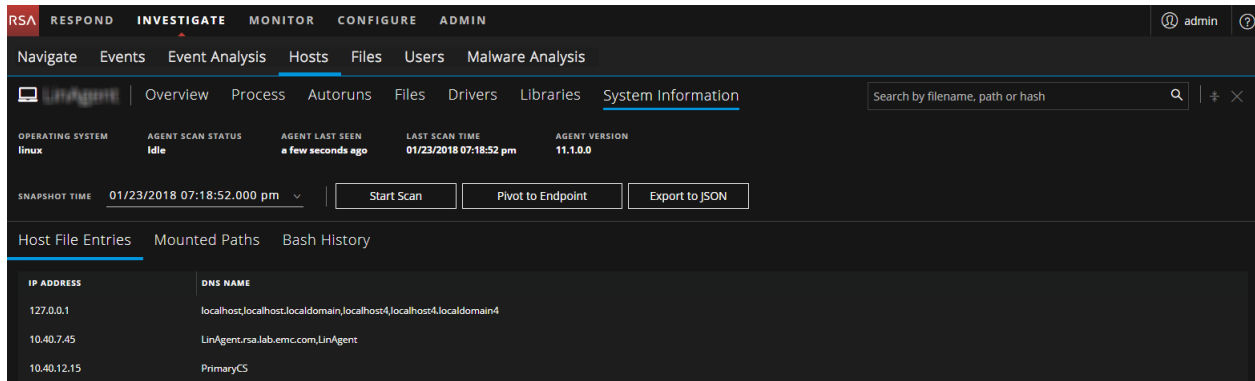 RSA RESPOND INVESTIGATE MONITOR CONFIGURE ADMIN admin ?
Navigate Events Event Analysis Hosts Files Users Malware Analysis
Overview Process Autoruns Files Drivers Libraries System Information Search by filename, path or hash
OPERATING SYSTEM AGENT SCAN STATUS AGENT LAST SEEN LAST SCAN TIME AGENT VERSION
linux Idle a few seconds ago 01/23/2018 07:18:52 pm 11.1.0.0
SNAPSHOT TIME 01/23/2018 07:18:52.000 pm Start Scan Pivot to Endpoint Export to JSON
Host File Entries Mounted Paths Bash History
IP ADDRESS DNS NAME
127.0.0.1 localhost,localhost.localdomain,localhost4,localhost4.localdomain4
10.40.7.45 LinAgent.rsa.lab.emc.com,LinAgent
10.40.12.15 PrimaryCS